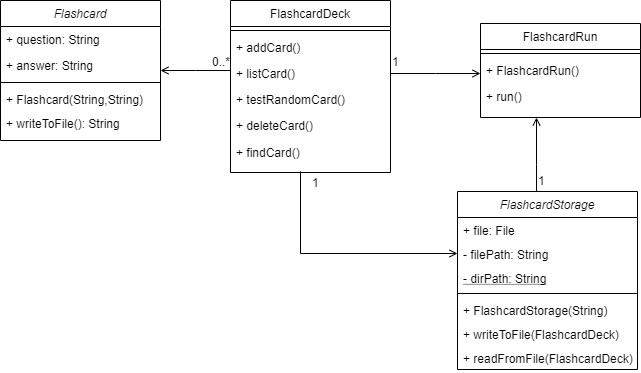 Flashcard
+ question: String
+ answer: String
+ Flashcard(String,String)
+ writeToFile(): String
0..*
FlashcardDeck
+ addCard()
+ listCard()
+ testRandomCard()
+ deleteCard()
+ findCard()
1
1
FlashcardRun
+ FlashcardRun()
+ run()
1
FlashcardStorage
+ file: File
- filePath: String
- dirPath: String
+ FlashcardStorage(String)
+ writeToFile(FlashcardDeck)
+ readFromFile(FlashcardDeck)